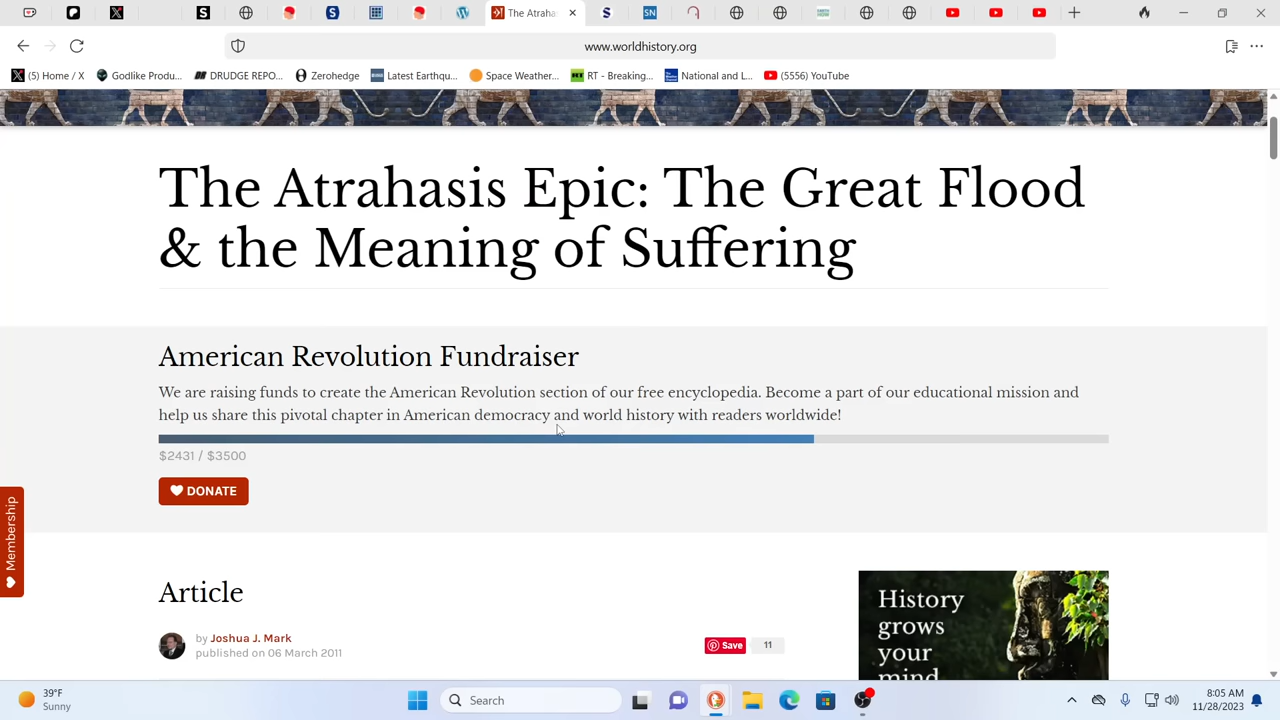 The Atraha
www.worldhistory.org
(5) Home / X
Godlike Produ...
DRUDGE REPO...
Zerohedge
Latest Earthqu...
Space Weather...
RT - Breaking...
National and L...
(5556) YouTube
The Atrahasis Epic: The Great Flood
& the Meaning of Suffering
American Revolution Fundraiser
We are raising funds to create the American Revolution section of our free encyclopedia. Become a part of our educational mission and
help us share this pivotal chapter in American democracy and world history with readers worldwide!
$2431 / $3500
DONATE
Membership
Article
by Joshua J. Mark
published on 06 March 2011
Save
11
History
grows
your
mind
39°F
Sunny
Search
8:05 AM
11/28/2023